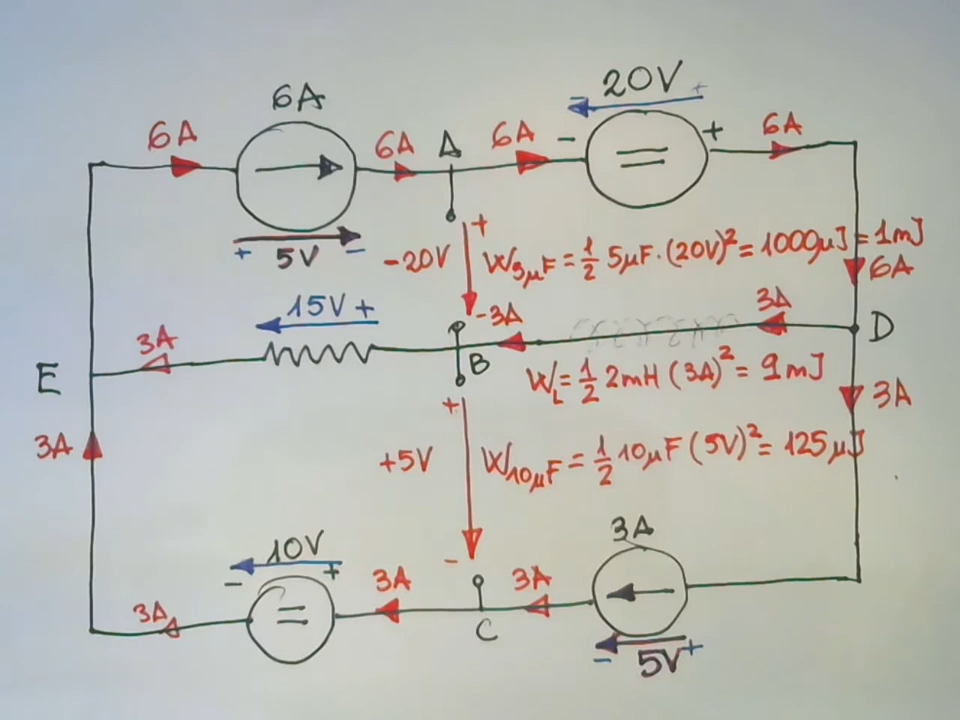 6A
20V
6A 6A A 6A - + 6A
- +
+ 5V -
-20V + W5μF = 1/2 5μF · (20V)² = 1000μJ = 1mJ
6A
15V +
3A - 3A 3A D
E B
WL = 1/2 2mH (3A)² = 9mJ
3A 3A
+
+5V W10μF = 1/2 10μF (5V)² = 125μJ
3A
10V -
- + 3A 3A
3A C
- 5V +